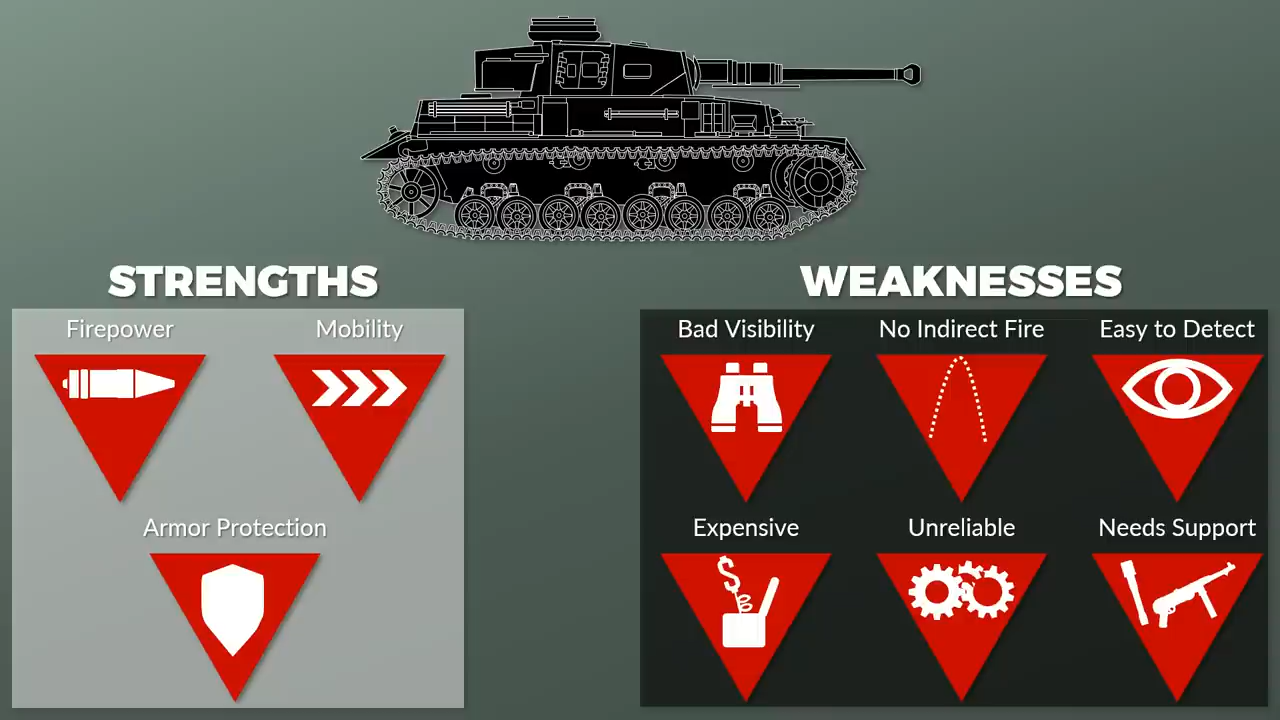 STRENGTHS
Firepower
Mobility
Armor Protection
WEAKNESSES
Bad Visibility
No Indirect Fire
Easy to Detect
Expensive
Unreliable
Needs Support